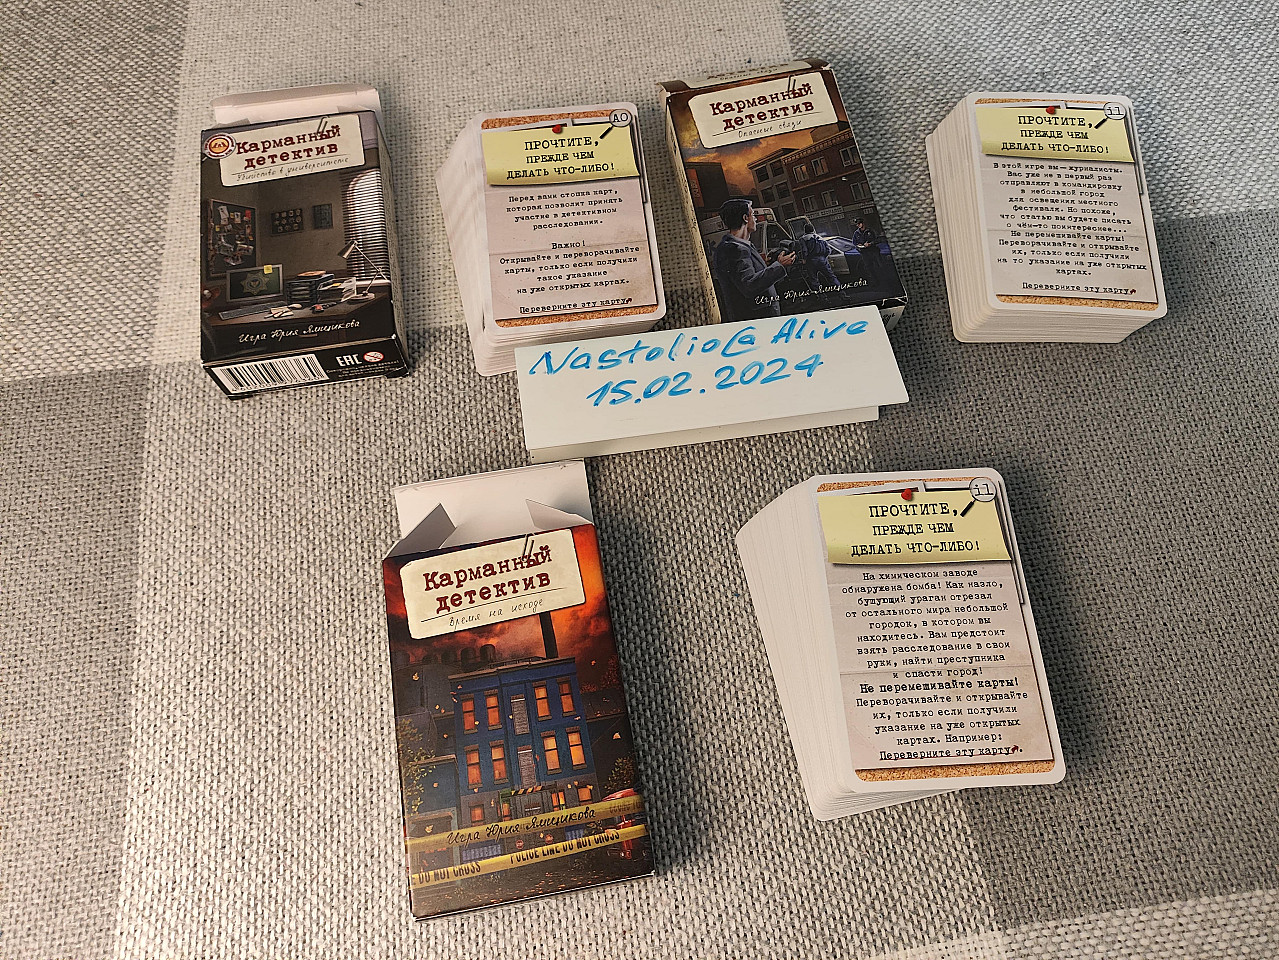 Карманный
детектив
Убийство в университете
Игра Юрия Ямщикова
EAC
A0
ПРОЧТИТЕ,
ПРЕЖДЕ ЧЕМ
ДЕЛАТЬ ЧТО-ЛИБО!
Перед вами стопка карт,
которая позволит принять
участие в детективном
расследовании.
Важно!
Открывайте и переворачивайте
карты, только если получили
такое указание
на уже открытых картах.
Переверните эту карту.
Карманный
детектив
Опасные связи
Игра Юрия Ямщикова
i1
ПРОЧТИТЕ,
ПРЕЖДЕ ЧЕМ
ДЕЛАТЬ ЧТО-ЛИБО!
В этой игре вы — журналисты.
Вас уже не в первый раз
отправляют в командировку
в небольшой город
для освещения местного
фестиваля. Но похоже,
что статью вы будете писать
о чём-то поинтереснее...
Не перемешивайте карты!
Переворачивайте и открывайте
их, только если получили
на то указание на уже открытых
картах.
Переверните эту карту.
Nastolio@Alive
15.02.2024
Карманный
детектив
Время на исходе
Игра Юрия Ямщикова
DO NOT CROSS
POLICE LINE DO NOT CROSS
i1
ПРОЧТИТЕ,
ПРЕЖДЕ ЧЕМ
ДЕЛАТЬ ЧТО-ЛИБО!
На химическом заводе
обнаружена бомба! Как назло,
бушующий ураган отрезал
от остального мира небольшой
городок, в котором вы
находитесь. Вам предстоит
взять расследование в свои
руки, найти преступника
и спасти город!
Не перемешивайте карты!
Переворачивайте и открывайте
их, только если получили
указание на уже открытых
картах. Например:
Переверните эту карту.